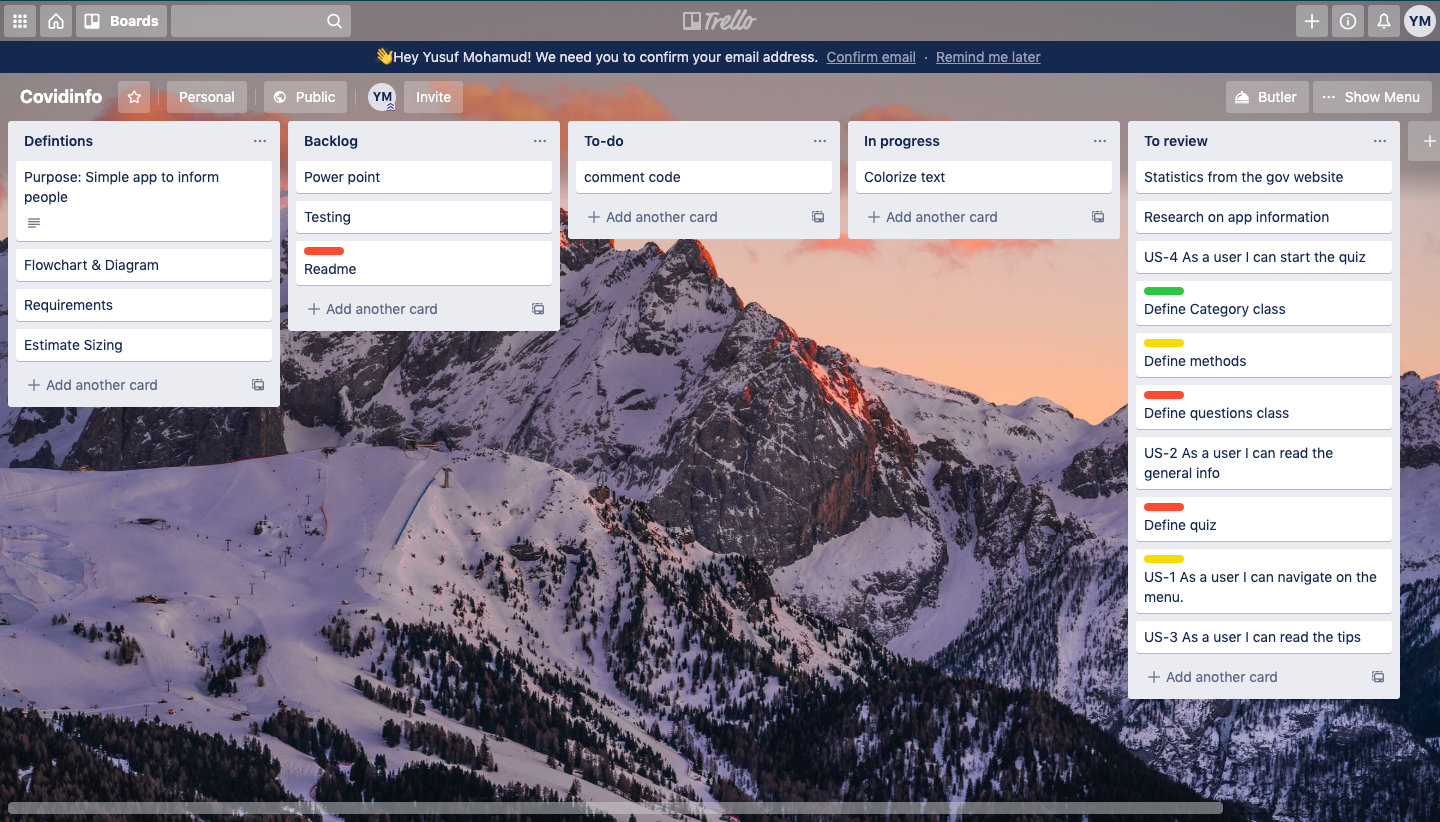 Boards
Trello
YM
👋Hey Yusuf Mohamud! We need you to confirm your email address. Confirm email · Remind me later
Covidinfo
Personal
Public
YM
Invite
Butler
··· Show Menu
Defintions
Purpose: Simple app to inform
people
Flowchart & Diagram
Requirements
Estimate Sizing
+ Add another card
Backlog
Power point
Testing
Readme
+ Add another card
To-do
comment code
+ Add another card
In progress
Colorize text
+ Add another card
To review
Statistics from the gov website
Research on app information
US-4 As a user I can start the quiz
Define Category class
Define methods
Define questions class
US-2 As a user I can read the
general info
Define quiz
US-1 As a user I can navigate on the
menu.
US-3 As a user I can read the tips
+ Add another card